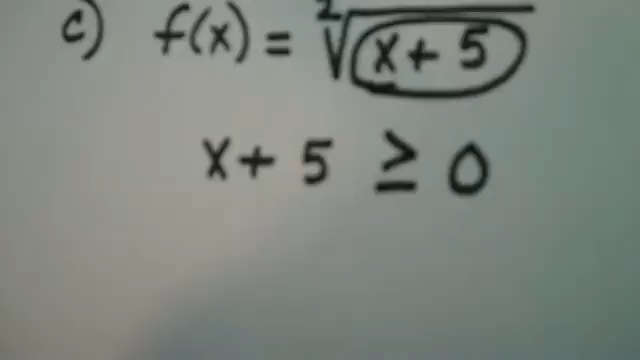 c) f(x) = ²√x + 5
x + 5 ≥ 0